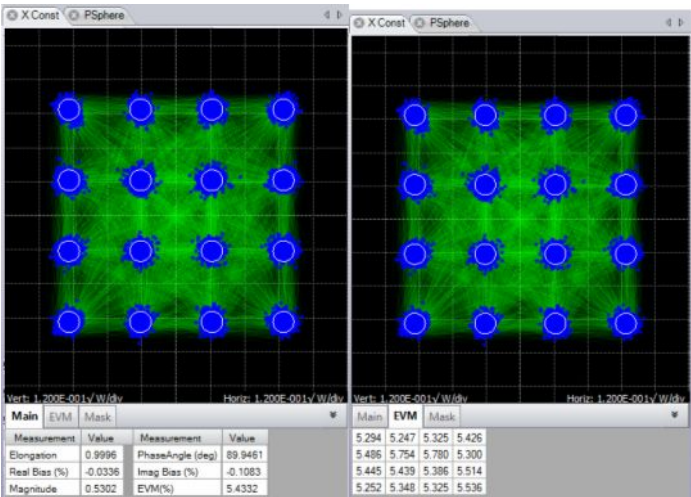 X Const PSphere
Vert: 1.200E-001√ W/div Horiz: 1.200E-001√ W/div
Main EVM Mask
Measurement Value Measurement Value
Elongation 0.9996 PhaseAngle (deg) 89.9461
Real Bias (%) -0.0336 Imag Bias (%) -0.1083
Magnitude 0.5302 EVM(%) 5.4332
X Const PSphere
Vert: 1.200E-001√ W/div Horiz: 1.200E-001√ W/div
Main EVM Mask
5.294 5.247 5.325 5.426
5.486 5.754 5.780 5.300
5.445 5.439 5.386 5.514
5.252 5.348 5.325 5.536